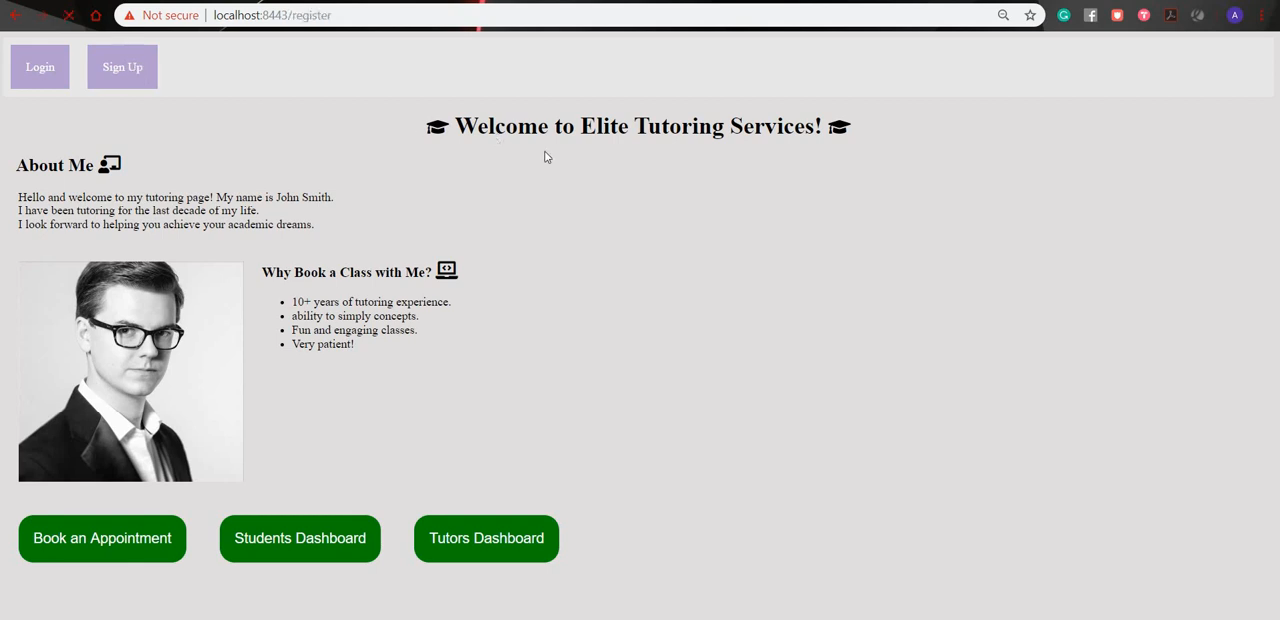 Not secure | localhost:8443/register
A
Login
Sign Up
Welcome to Elite Tutoring Services!
About Me
Hello and welcome to my tutoring page! My name is John Smith.
I have been tutoring for the last decade of my life.
I look forward to helping you achieve your academic dreams.
Why Book a Class with Me?
• 10+ years of tutoring experience.
• ability to simply concepts.
• Fun and engaging classes.
• Very patient!
Book an Appointment
Students Dashboard
Tutors Dashboard